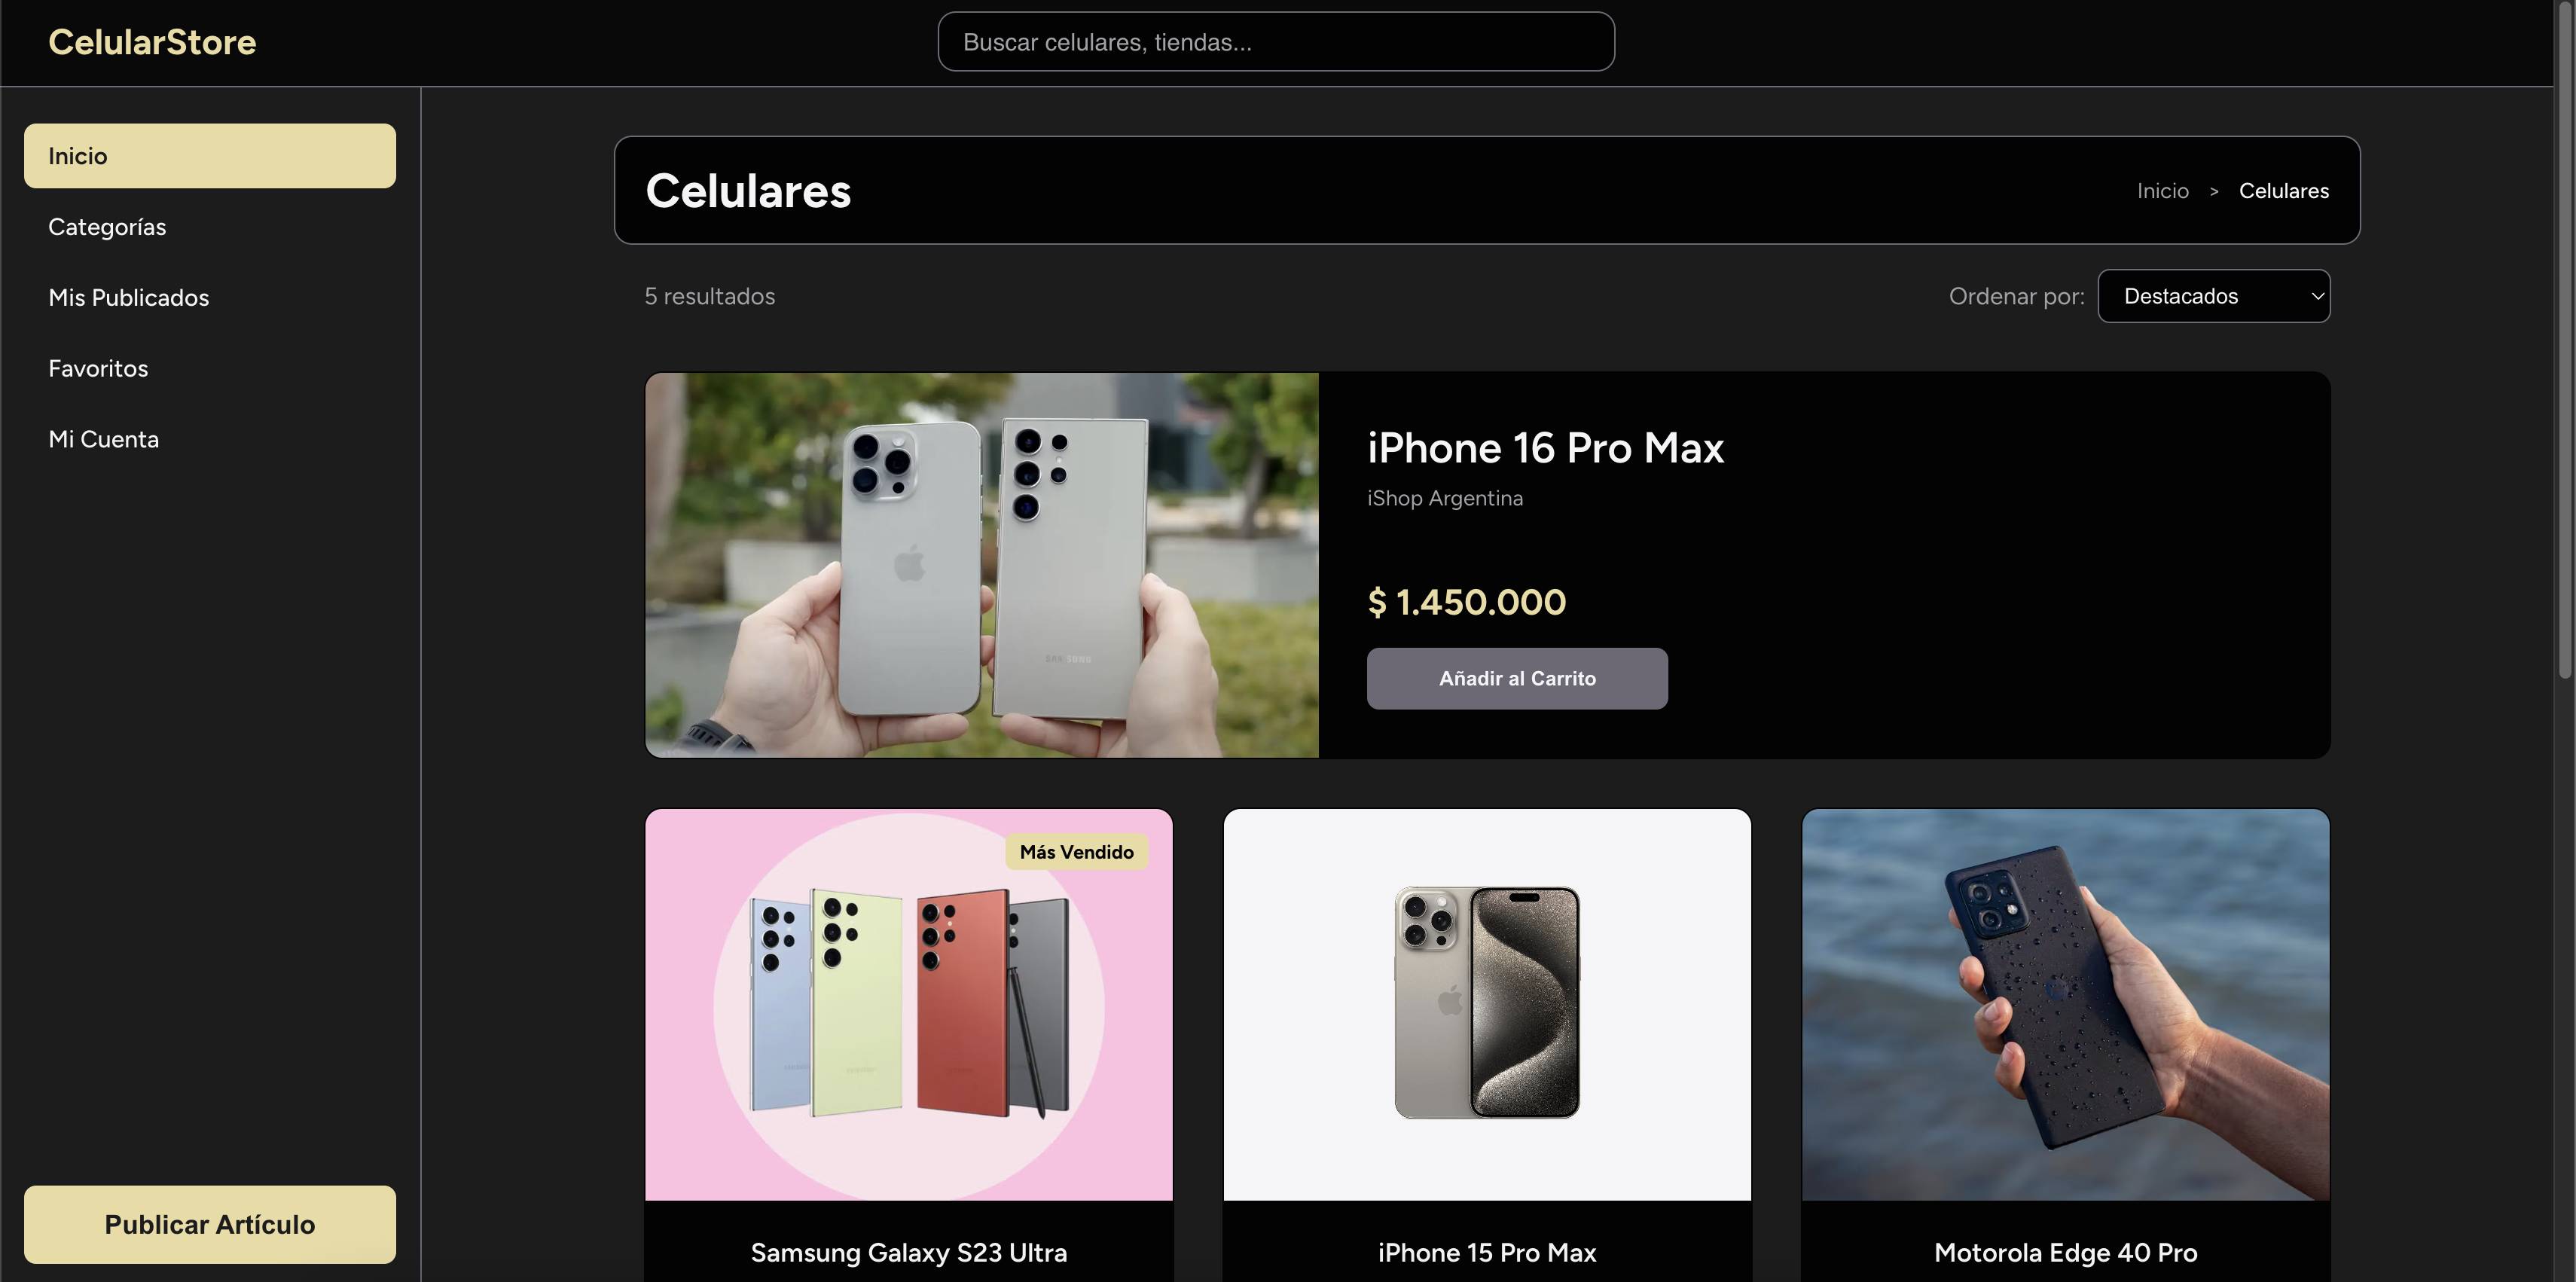 CelularStore
Buscar celulares, tiendas...
Inicio
Categorías
Mis Publicados
Favoritos
Mi Cuenta
Publicar Artículo
Celulares
Inicio > Celulares
5 resultados
Ordenar por: Destacados
SAMSUNG
iPhone 16 Pro Max
iShop Argentina
$ 1.450.000
Añadir al Carrito
Más Vendido
Samsung Galaxy S23 Ultra
iPhone 15 Pro Max
Motorola Edge 40 Pro